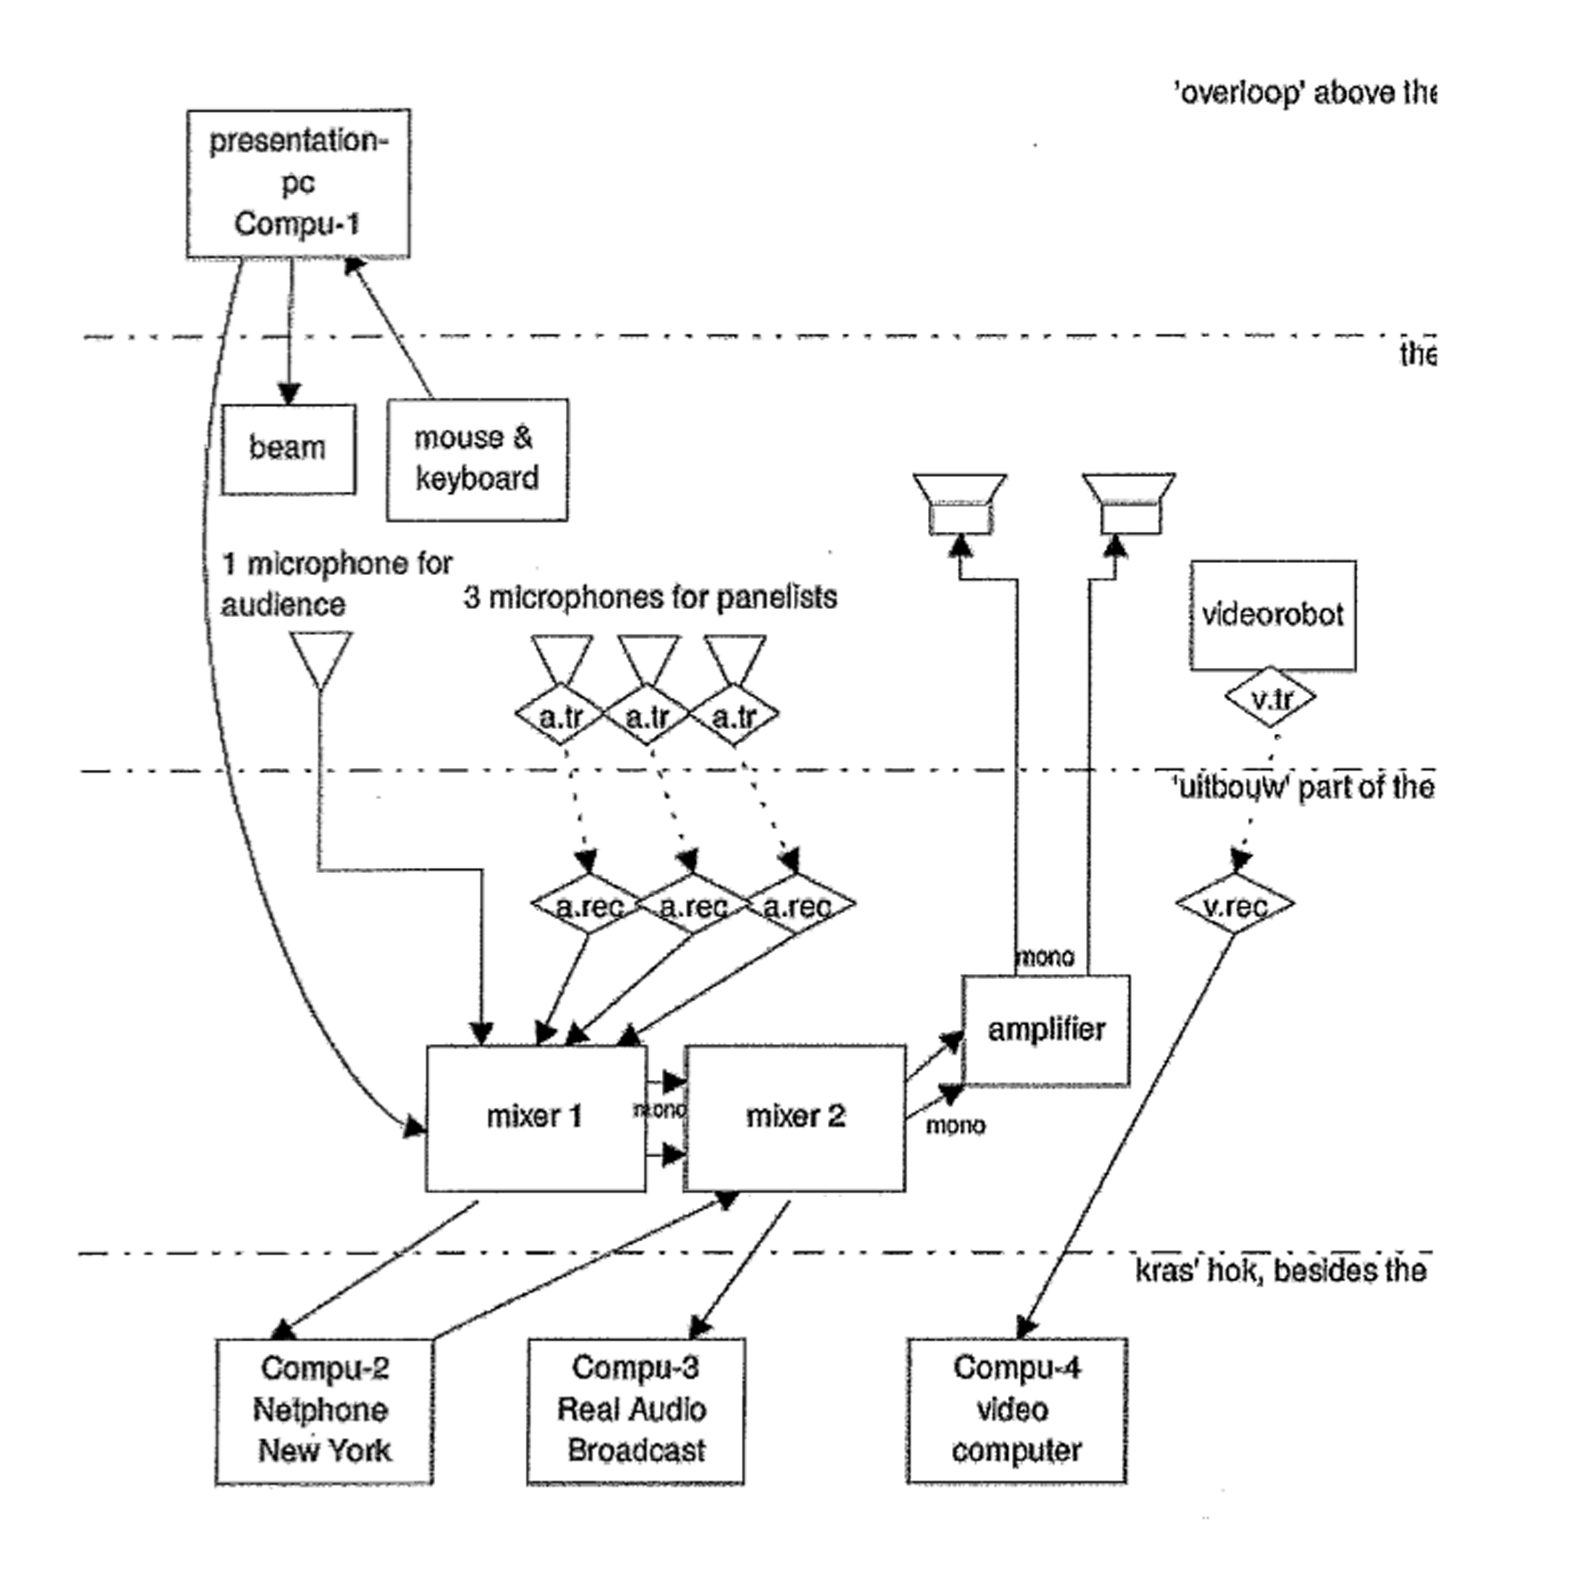 'overloop' above the
presentation-
pc
Compu-1
the
beam
mouse &
keyboard
1 microphone for
audience
3 microphones for panelists
videorobot
a.tr
a.tr
a.tr
v.tr
'uitbouw' part of the
a.rec
a.rec
a.rec
v.rec
mono
amplifier
mixer 1
mono
mixer 2
mono
kras' hok, besides the
Compu-2
Netphone
New York
Compu-3
Real Audio
Broadcast
Compu-4
video
computer